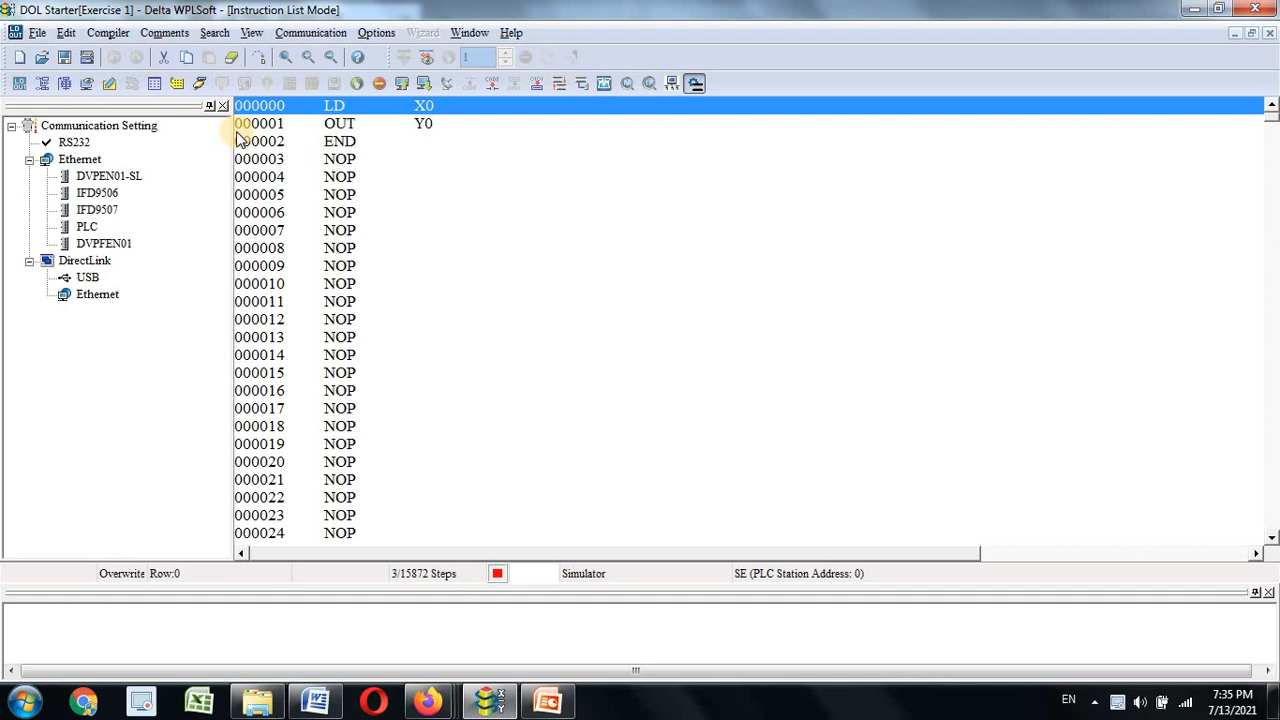 DOL Starter[Exercise 1] - Delta WPLSoft - [Instruction List Mode]
File Edit Compiler Comments Search View Communication Options Wizard Window Help
1
Communication Setting
RS232
Ethernet
DVPEN01-SL
IFD9506
IFD9507
PLC
DVPFEN01
DirectLink
USB
Ethernet
000000 LD X0
000001 OUT Y0
000002 END
000003 NOP
000004 NOP
000005 NOP
000006 NOP
000007 NOP
000008 NOP
000009 NOP
000010 NOP
000011 NOP
000012 NOP
000013 NOP
000014 NOP
000015 NOP
000016 NOP
000017 NOP
000018 NOP
000019 NOP
000020 NOP
000021 NOP
000022 NOP
000023 NOP
000024 NOP
Overwrite Row:0 3/15872 Steps Simulator SE (PLC Station Address: 0)
EN 7:35 PM
7/13/2021